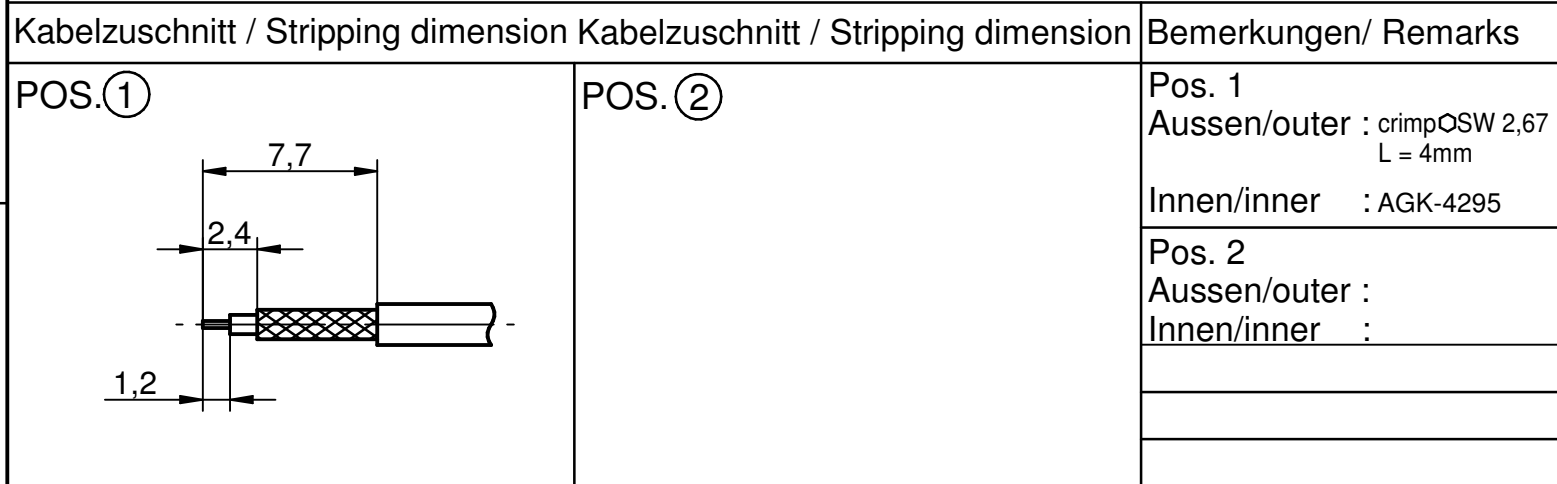 Kabelzuschnitt / Stripping dimension Kabelzuschnitt / Stripping dimension Bemerkungen/ Remarks
POS. 1
7,7
2,4
1,2
POS. 2
Pos. 1
Aussen/outer : crimp⬡SW 2,67
L = 4mm
Innen/inner : AGK-4295
Pos. 2
Aussen/outer :
Innen/inner :